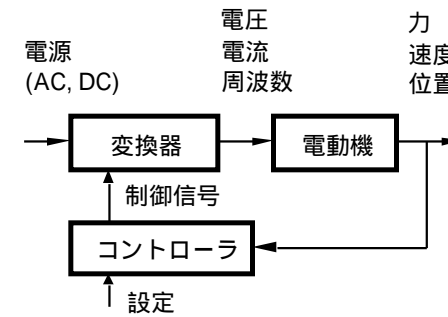 電源
(AC, DC)
電圧
電流
周波数
力
速度
位置
変換器
電動機
制御信号
コントローラ
設定